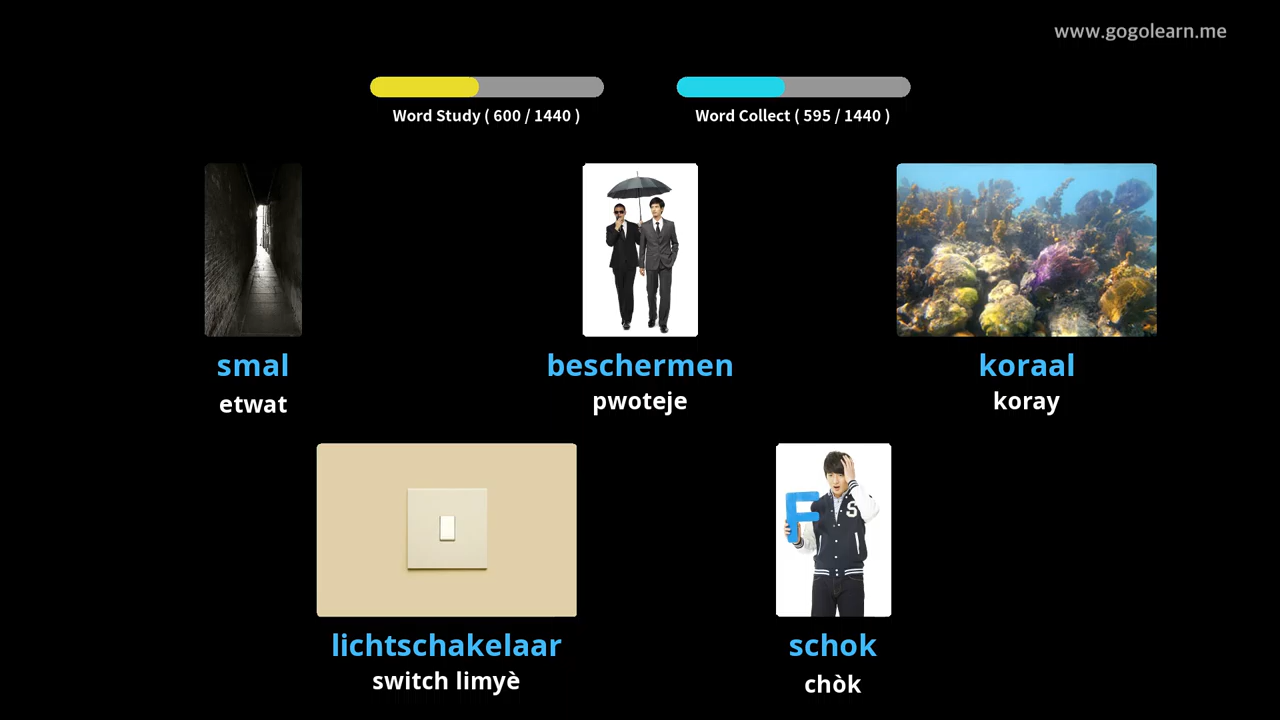 www.gogolearn.me
Word Study ( 600 / 1440 )
Word Collect ( 595 / 1440 )
smal
etwat
beschermen
pwoteje
koraal
koray
F
S
lichtschakelaar
switch limyè
schok
chòk